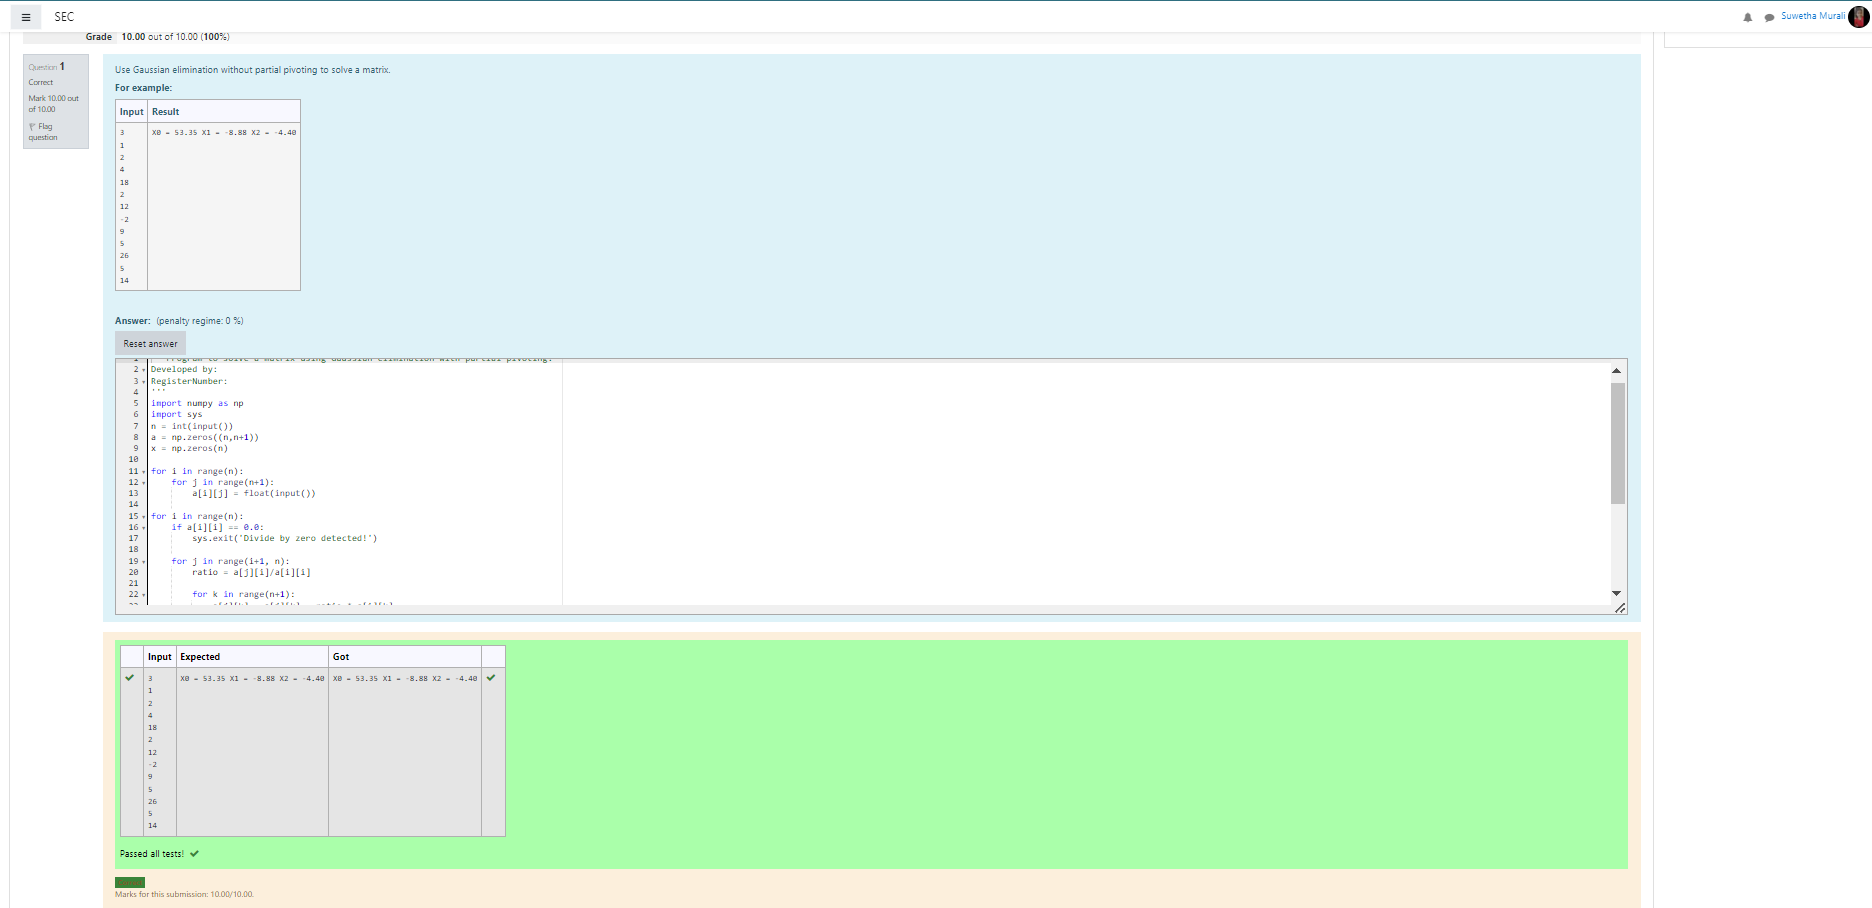 SEC
Suwetha Murali
Grade 10.00 out of 10.00 (100%)
Question 1
Correct
Mark 10.00 out of 10.00
Flag question
Use Gaussian elimination without partial pivoting to solve a matrix.
For example:
Input Result
3 X0 = 53.35 X1 = -8.88 X2 = -4.40
1
2
4
18
2
12
-2
9
5
26
5
14
Answer: (penalty regime: 0 %)
Reset answer
2 Developed by:
3 RegisterNumber:
4 '''
5 import numpy as np
6 import sys
7 n = int(input())
8 a = np.zeros((n,n+1))
9 x = np.zeros(n)
10
11 for i in range(n):
12 for j in range(n+1):
13 a[i][j] = float(input())
14
15 for i in range(n):
16 if a[i][i] == 0.0:
17 sys.exit('Divide by zero detected!')
18
19 for j in range(i+1, n):
20 ratio = a[j][i]/a[i][i]
21
22 for k in range(n+1):
Input Expected Got
3 X0 = 53.35 X1 = -8.88 X2 = -4.40 X0 = 53.35 X1 = -8.88 X2 = -4.40
1
2
4
18
2
12
-2
9
5
26
5
14
Passed all tests!
Marks for this submission: 10.00/10.00.